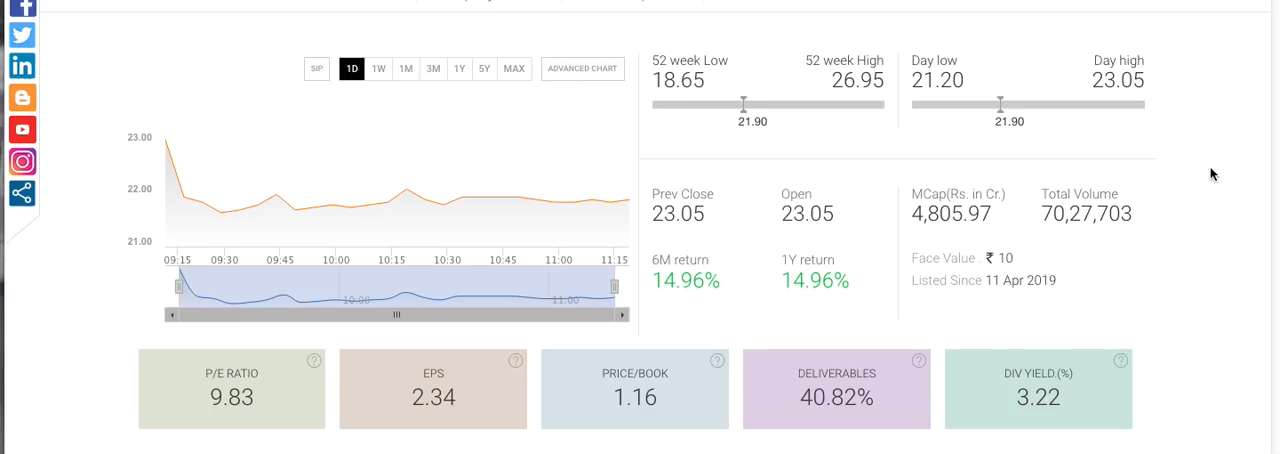 SIP 1D 1W 1M 3M 1Y 5Y MAX ADVANCED CHART
23.00
22.00
21.00
09:15 09:30 09:45 10:00 10:15 10:30 10:45 11:00 11:15
10:00 11:00
52 week Low 52 week High
18.65 26.95
21.90
Day low Day high
21.20 23.05
21.90
Prev Close Open
23.05 23.05
6M return 1Y return
14.96% 14.96%
MCap(Rs. in Cr.) Total Volume
4,805.97 70,27,703
Face Value . ₹ 10
Listed Since 11 Apr 2019
P/E RATIO ?
9.83
EPS ?
2.34
PRICE/BOOK ?
1.16
DELIVERABLES ?
40.82%
DIV YIELD.(%) ?
3.22